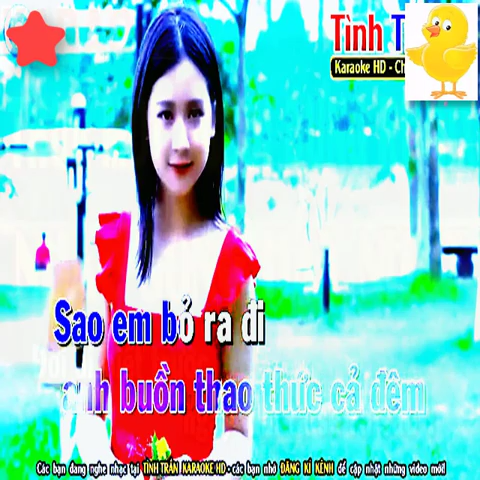 Tình
Karaoke HD - Ch
Sao em bỏ ra đi
anh buồn thao thức cả đêm
Các bạn đang nghe nhạc tại TÌNH TRẦN KARAOKE HD - các bạn nhớ ĐĂNG KÍ KÊNH để cập nhật những video mới!